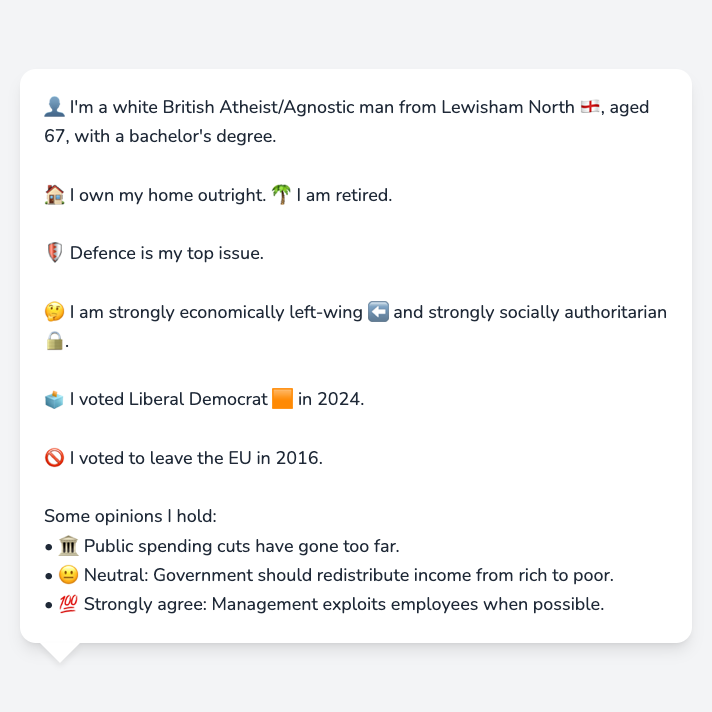 👤 I'm a white British Atheist/Agnostic man from Lewisham North 🏴󠁧󠁢󠁥󠁮󠁧󠁿, aged
67, with a bachelor's degree.
🏠 I own my home outright. 🌴 I am retired.
🛡️ Defence is my top issue.
🤔 I am strongly economically left-wing ⬅️ and strongly socially authoritarian
🔒.
🗳️ I voted Liberal Democrat 🟧 in 2024.
🚫 I voted to leave the EU in 2016.
Some opinions I hold:
• 🏛️ Public spending cuts have gone too far.
• 😐 Neutral: Government should redistribute income from rich to poor.
• 💯 Strongly agree: Management exploits employees when possible.